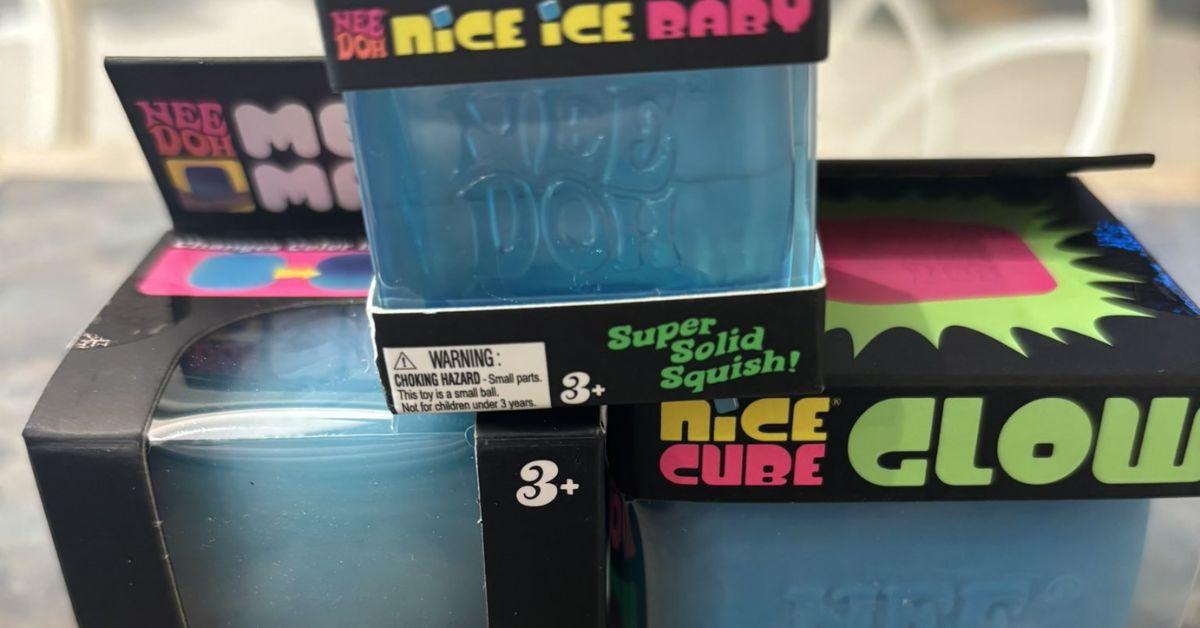 NEE DOH NiCE iCE BABY
NEE
DOH
NEE
DOH
WARNING:
CHOKING HAZARD - Small parts.
This toy is a small ball.
Not for children under 3 years.
3+
Super
Solid
Squish!
3+
NiCE
CUBE
GLOW
NEE